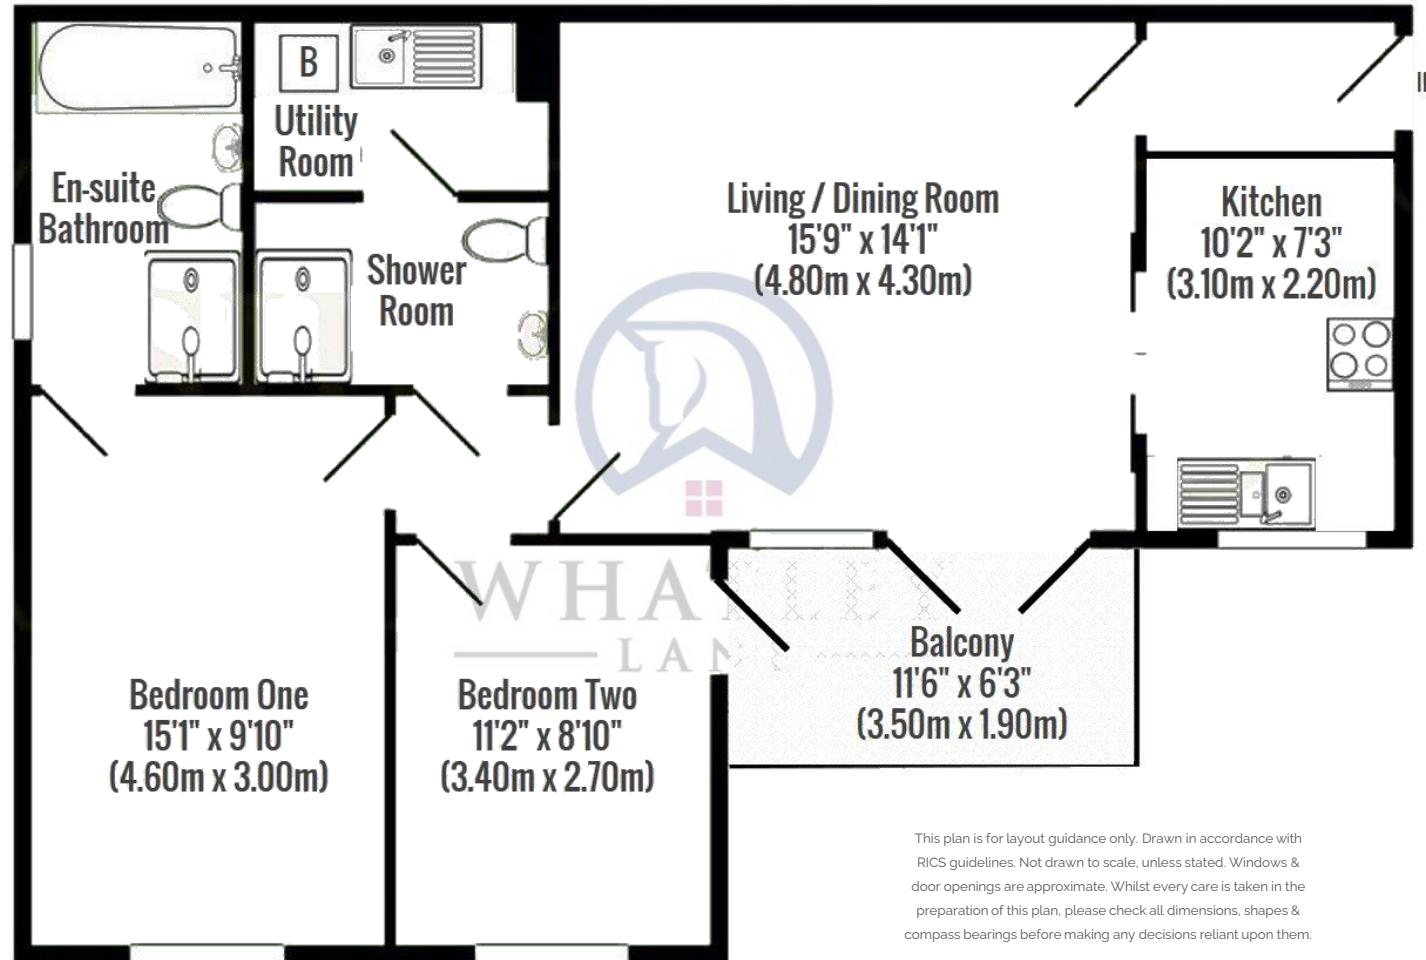 B
Utility
Room
En-suite
Bathroom
Shower
Room
Living / Dining Room
15'9" x 14'1"
(4.80m x 4.30m)
Kitchen
10'2" x 7'3"
(3.10m x 2.20m)
WHATLEY
LAN
Balcony
11'6" x 6'3"
(3.50m x 1.90m)
Bedroom One
15'1" x 9'10"
(4.60m x 3.00m)
Bedroom Two
11'2" x 8'10"
(3.40m x 2.70m)
This plan is for layout guidance only. Drawn in accordance with
RICS guidelines. Not drawn to scale, unless stated. Windows &
door openings are approximate. Whilst every care is taken in the
preparation of this plan, please check all dimensions, shapes &
compass bearings before making any decisions reliant upon them.